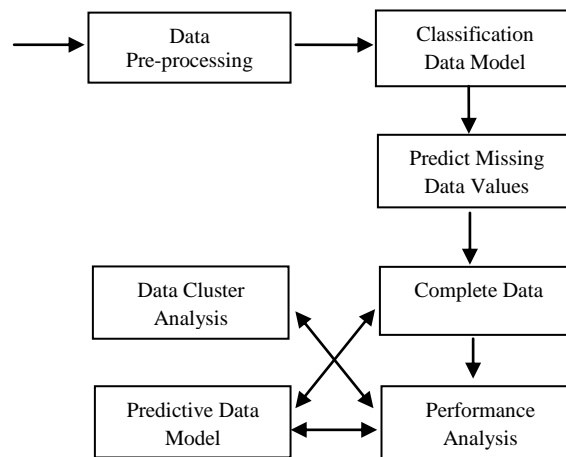 Data
Pre-processing
Classification
Data Model
Predict Missing
Data Values
Data Cluster
Analysis
Complete Data
Predictive Data
Model
Performance
Analysis